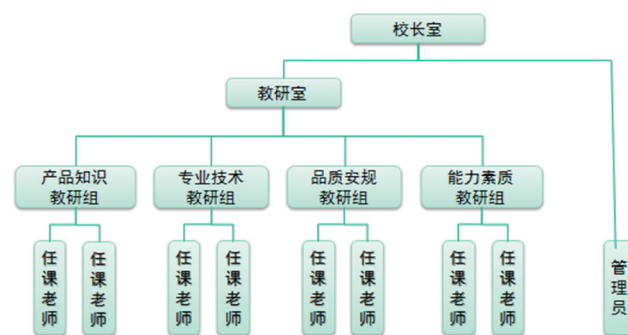 校长室
教研室
产品知识
教研组
专业技术
教研组
品质安规
教研组
能力素质
教研组
任课老师
任课老师
任课老师
任课老师
任课老师
任课老师
任课老师
任课老师
管理员